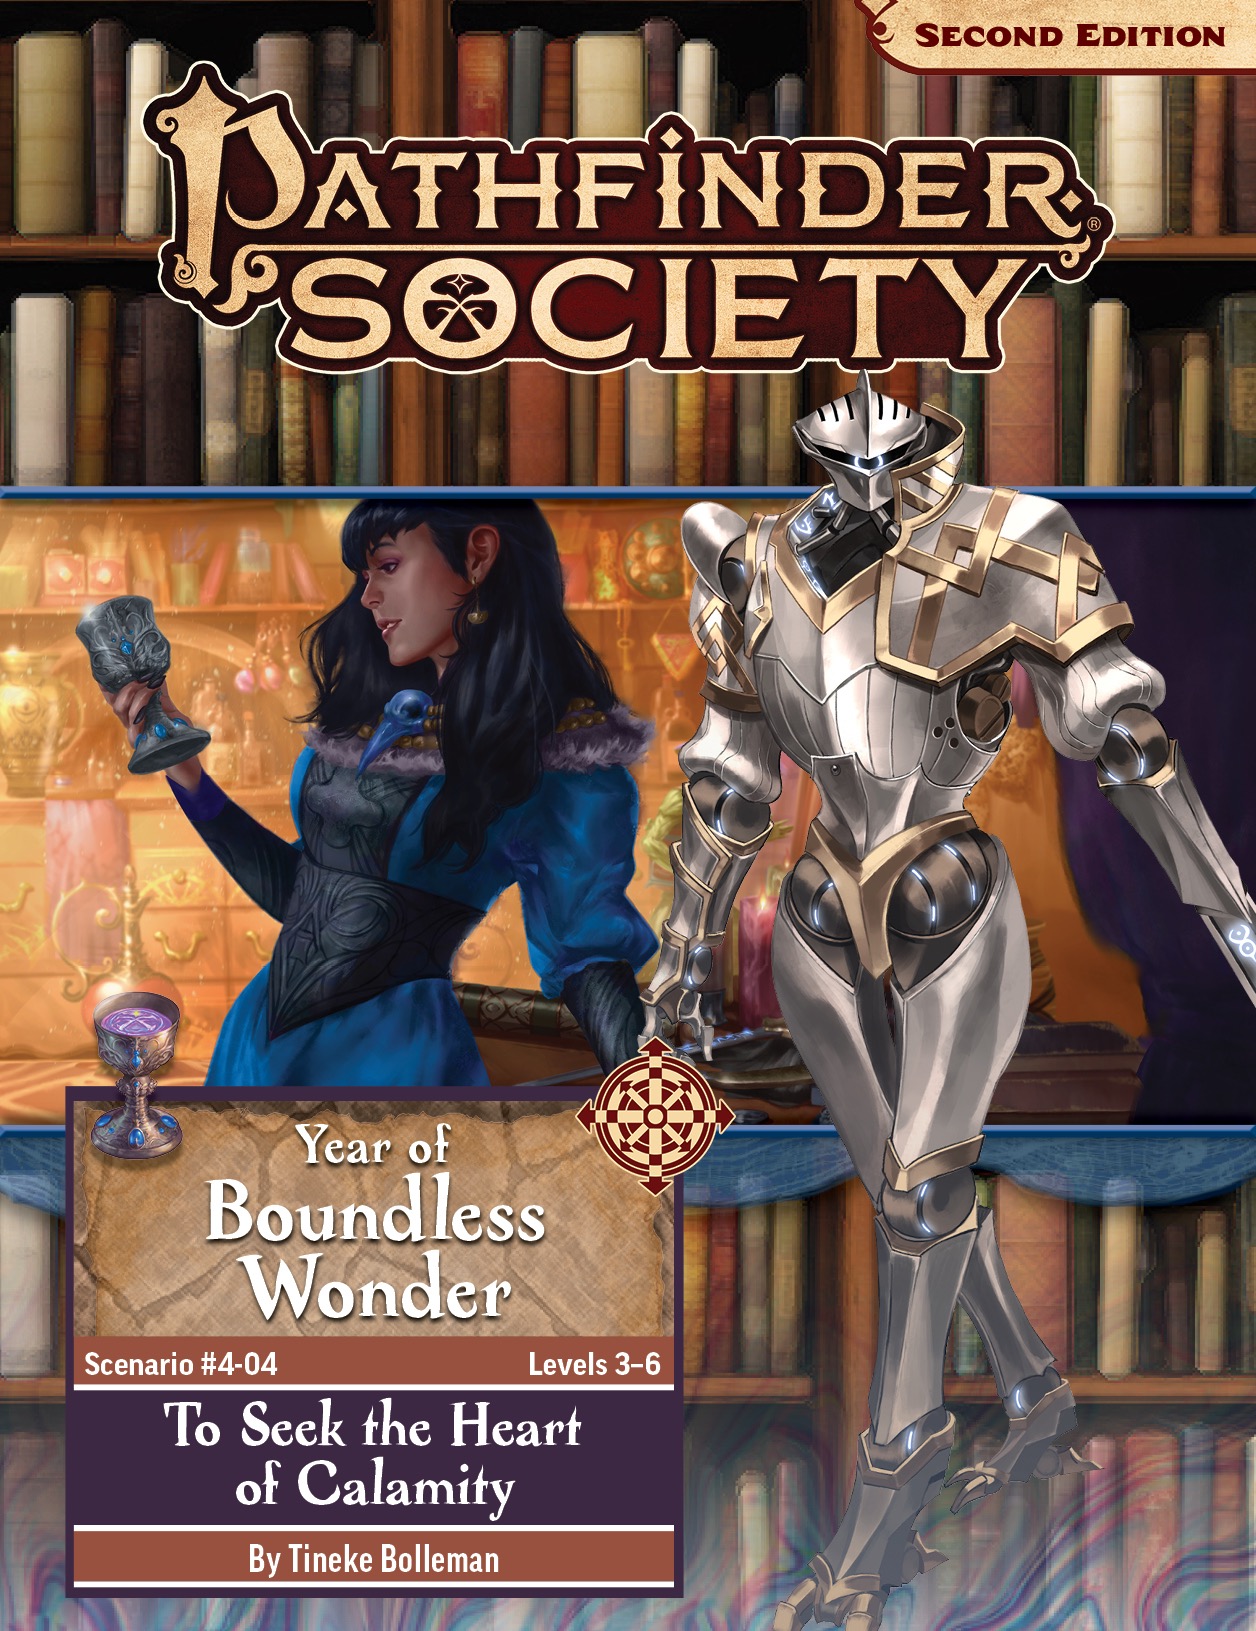 SECOND EDITION
PATHFINDER
SOCIETY
®
Year of
Boundless
Wonder
Scenario #4-04
Levels 3–6
To Seek the Heart
of Calamity
By Tineke Bolleman